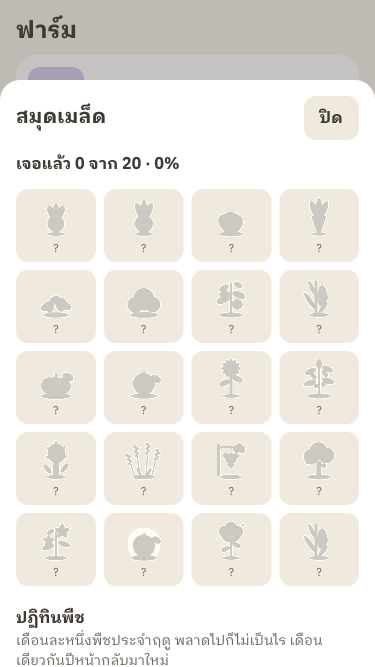 ฟาร์ม
สมุดเมล็ด
ปิด
เจอแล้ว 0 จาก 20 · 0%
? ? ? ?
? ? ? ?
? ? ? ?
? ? ? ?
? ? ? ?
ปฏิทินพืช
เดือนละหนึ่งพืชประจำฤดู พลาดไปก็ไม่เป็นไร เดือน
เดียวกันปีหน้ากลับมาใหม่